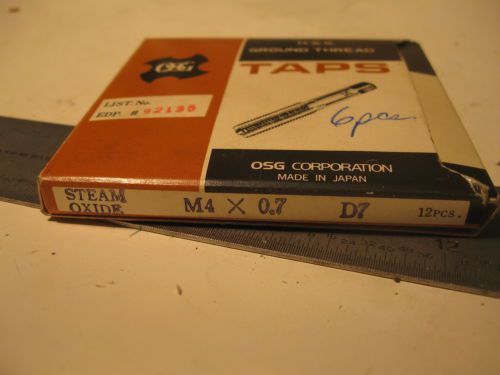 H.S.S.
GROUND THREAD
TAPS
OSG
LIST. No.
EDP. # 92135
6pcs.
OSG CORPORATION
MADE IN JAPAN
STEAM OXIDE M4 X 0.7 D7 12PCS.
12